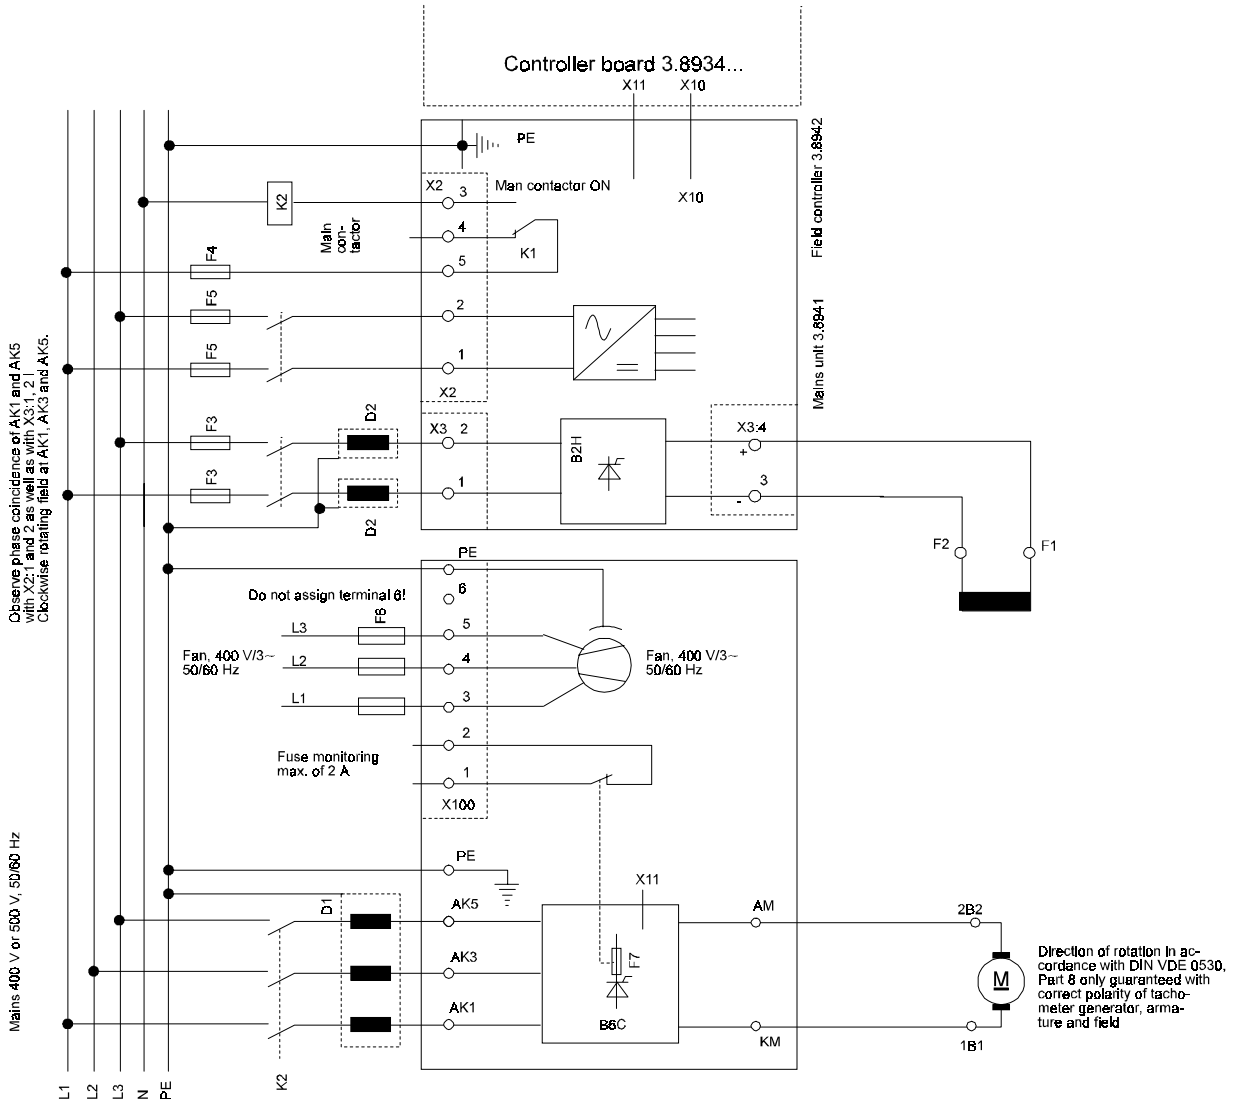 Controller board 3.8934...
X11
X10
PE
Field controller 3.8942
X2
3
Man contactor ON
X10
K2
Main
con-
tactor
4
K1
F4
5
F5
2
Mains unit 3.8941
F5
1
X2
Observe phase coincidence of AK1 and AK5
with X2:1 and 2 as well as with X3:1, 2 !
Clockwise rotating field at AK1, AK3 and AK5.
F3
D2
X3
2
B2H
X3:4
+
F3
1
3
-
D2
F2
F1
PE
Do not assign terminal 6!
6
F6
L3
5
Fan, 400 V/3~
50/60 Hz
L2
4
Fan, 400 V/3~
50/60 Hz
L1
3
2
Fuse monitoring
max. of 2 A
1
X100
Mains 400 V or 500 V, 50/60 Hz
PE
X11
D1
AK5
AM
2B2
AK3
F7
M
Direction of rotation in ac-
cordance with DIN VDE 0530,
Part 8 only guaranteed with
correct polarity of tacho-
meter generator, arma-
ture and field
AK1
B6C
KM
1B1
K2
L1
L2
L3
N
PE